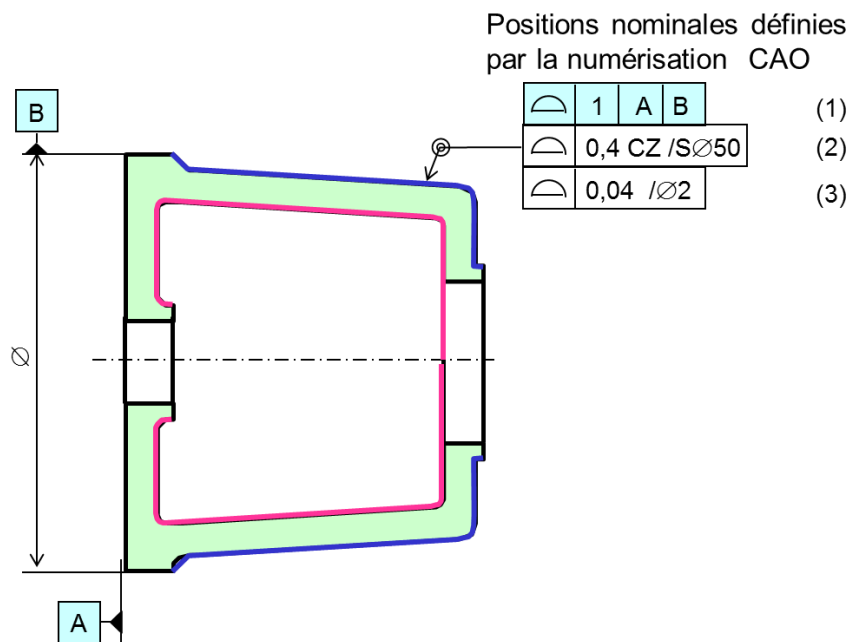 Positions nominales définies
par la numérisation CAO
⌓ 1 A B (1)
⌓ 0,4 CZ /S∅50 (2)
⌓ 0,04 /∅2 (3)
B
∅
A